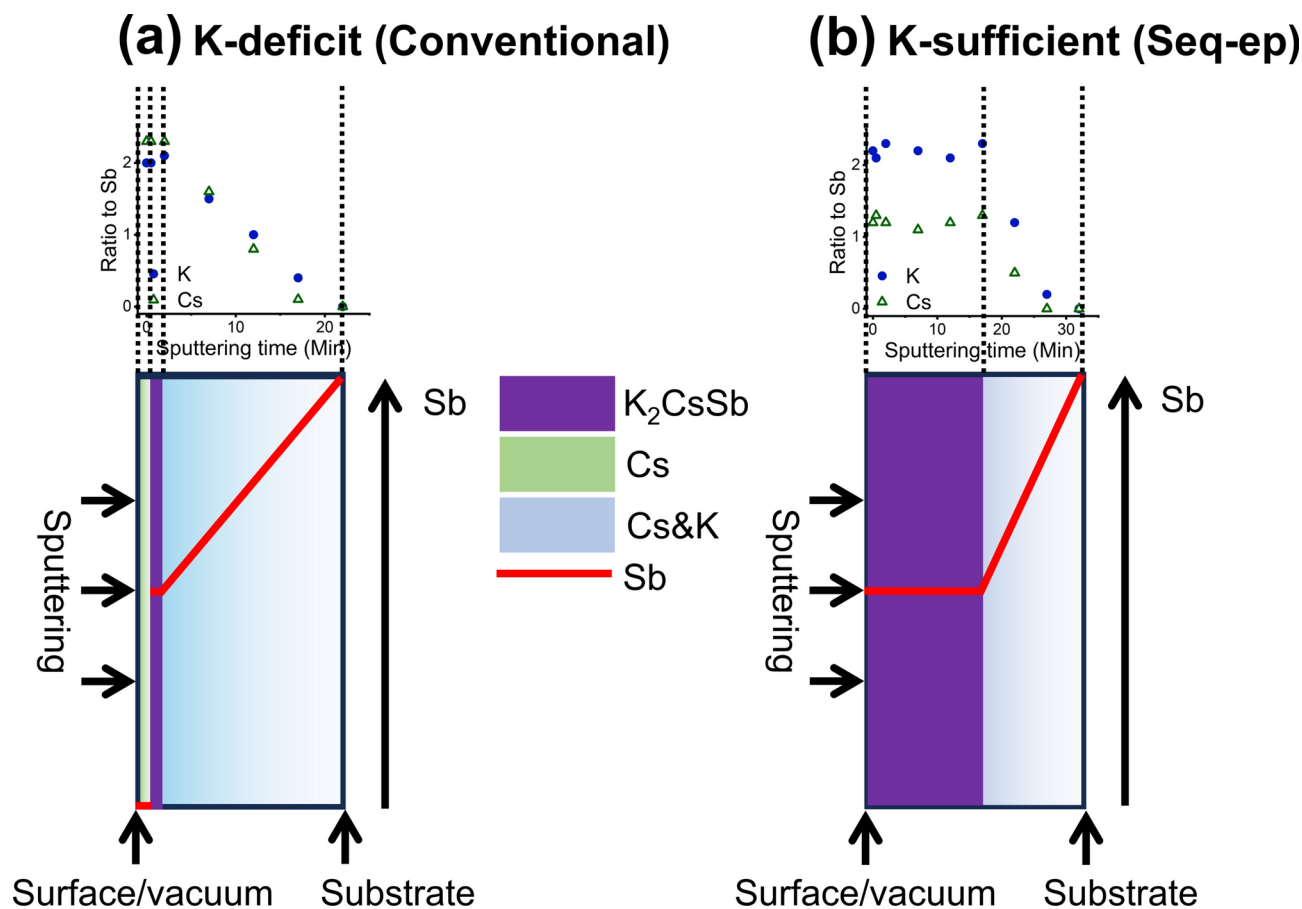 (a) K-deficit (Conventional)
2
1
0
Ratio to Sb
K
Cs
0 10 20
Sputtering time (Min)
Sb
Sputtering
Surface/vacuum
Substrate
K₂CsSb
Cs
Cs&K
Sb
(b) K-sufficient (Seq-ep)
2
1
0
Ratio to Sb
K
Cs
0 10 20 30
Sputtering time (Min)
Sb
Sputtering
Surface/vacuum
Substrate